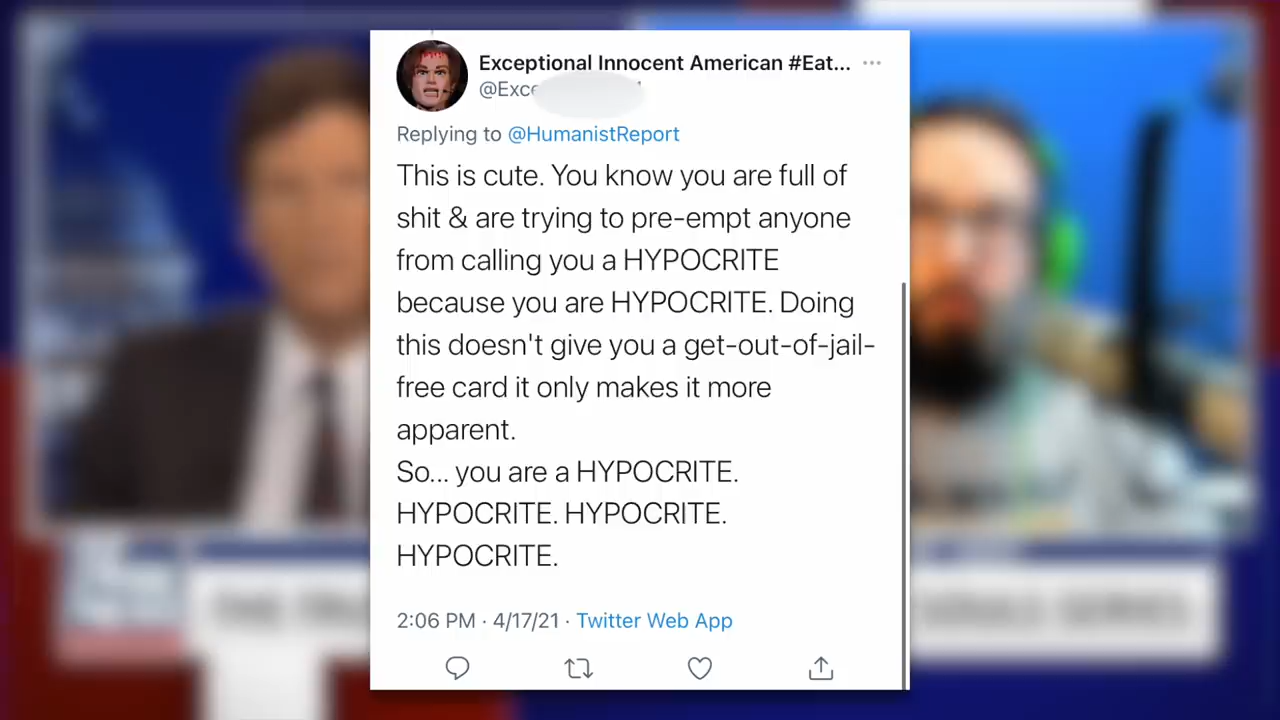 Exceptional Innocent American #Eat...
@Exce
Replying to @HumanistReport
This is cute. You know you are full of
shit & are trying to pre-empt anyone
from calling you a HYPOCRITE
because you are HYPOCRITE. Doing
this doesn't give you a get-out-of-jail-
free card it only makes it more
apparent.
So... you are a HYPOCRITE.
HYPOCRITE. HYPOCRITE.
HYPOCRITE.
2:06 PM · 4/17/21 · Twitter Web App